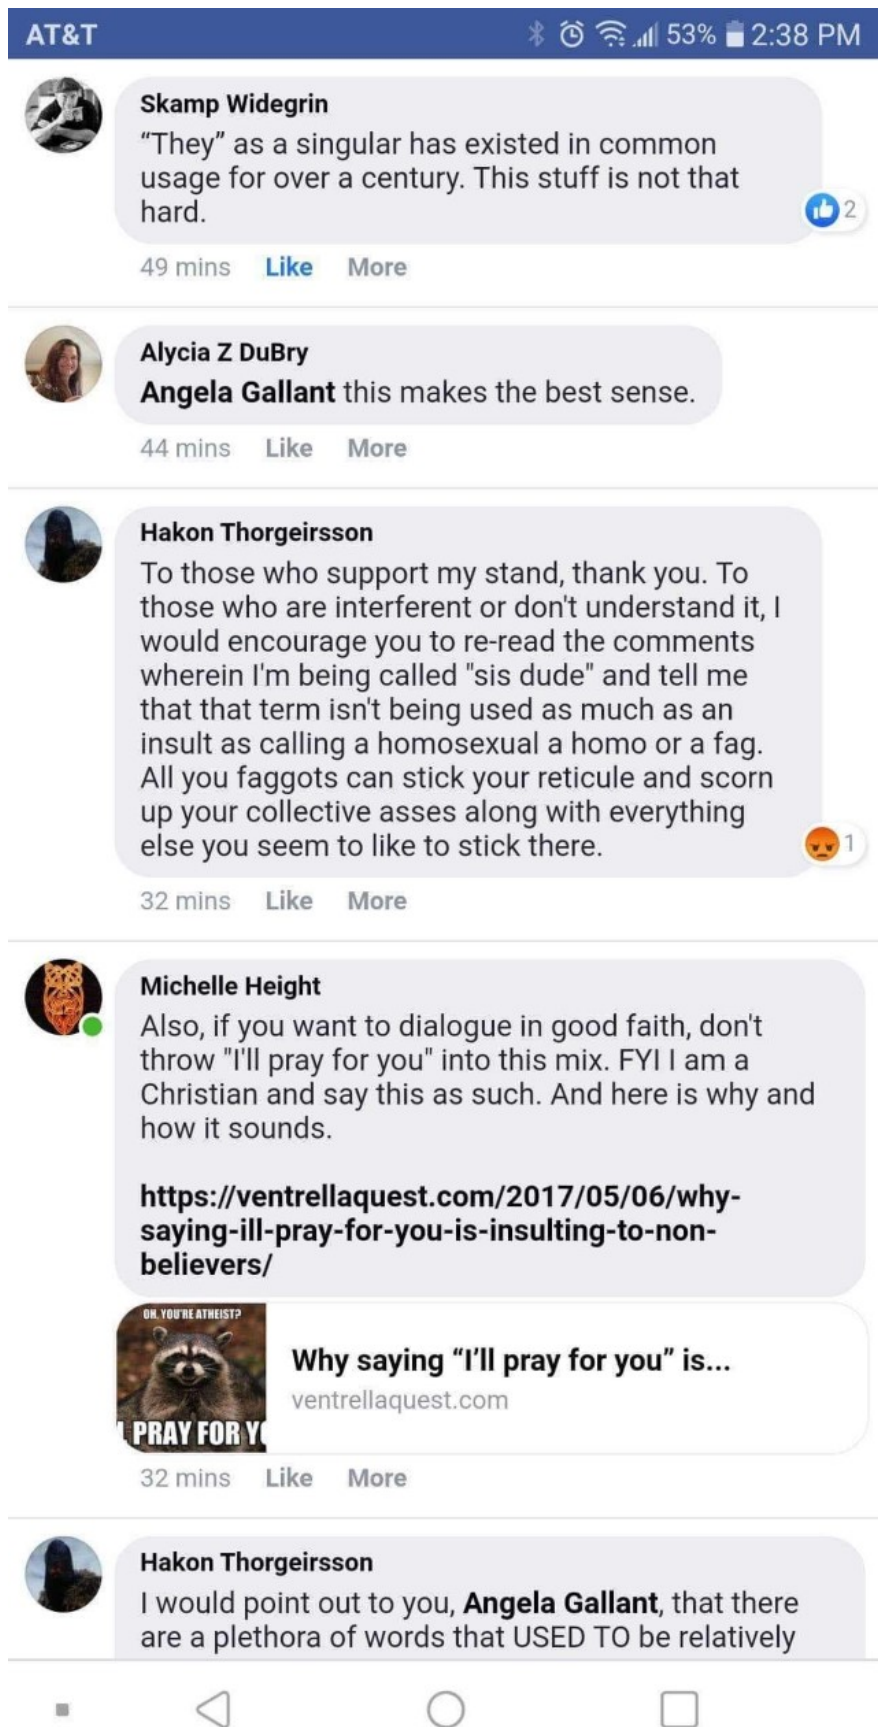 AT&T 53% 2:38 PM
Skamp Widegrin
“They” as a singular has existed in common
usage for over a century. This stuff is not that
hard.
2
49 mins Like More
Alycia Z DuBry
Angela Gallant this makes the best sense.
44 mins Like More
Hakon Thorgeirsson
To those who support my stand, thank you. To
those who are interferent or don't understand it, I
would encourage you to re-read the comments
wherein I'm being called "sis dude" and tell me
that that term isn't being used as much as an
insult as calling a homosexual a homo or a fag.
All you faggots can stick your reticule and scorn
up your collective asses along with everything
else you seem to like to stick there.
1
32 mins Like More
Michelle Height
Also, if you want to dialogue in good faith, don't
throw "I'll pray for you" into this mix. FYI I am a
Christian and say this as such. And here is why and
how it sounds.
https://ventrellaquest.com/2017/05/06/why-
saying-ill-pray-for-you-is-insulting-to-non-
believers/
OH, YOU'RE ATHEIST?
PRAY FOR
Why saying “I’ll pray for you” is...
ventrellaquest.com
32 mins Like More
Hakon Thorgeirsson
I would point out to you, Angela Gallant, that there
are a plethora of words that USED TO be relatively